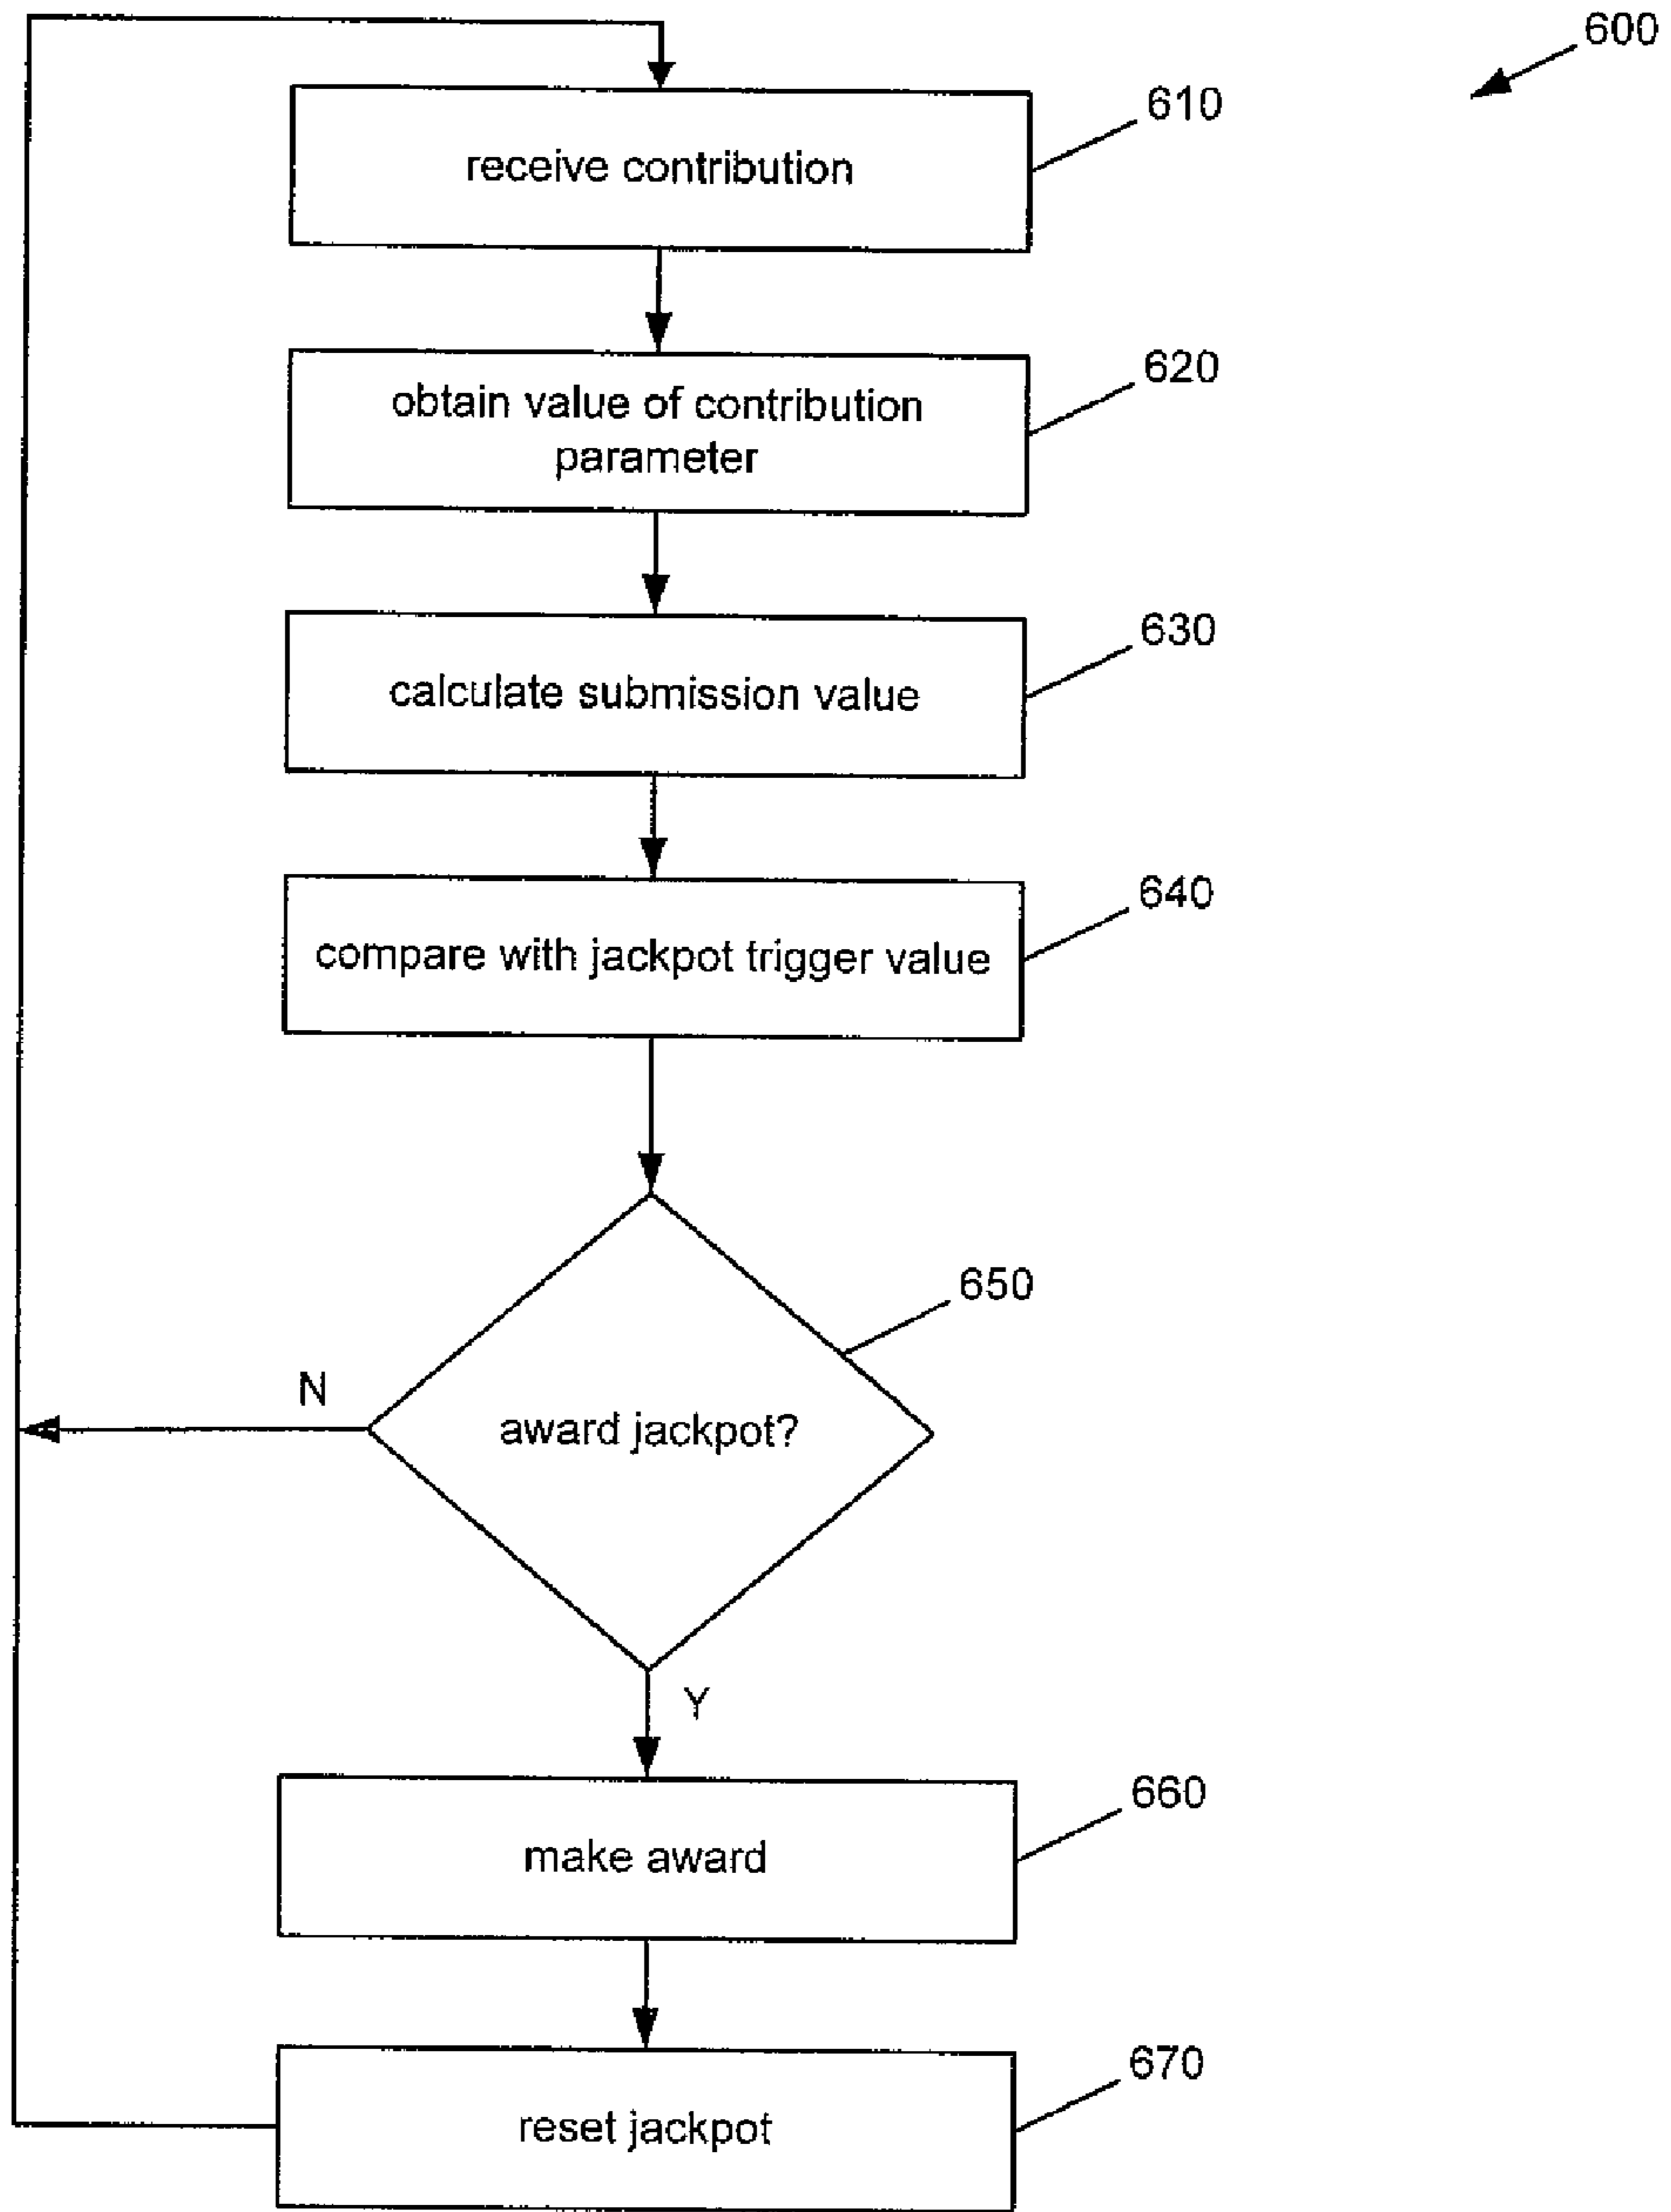 600
610
receive contribution
620
obtain value of contribution
parameter
630
calculate submission value
640
compare with jackpot trigger value
650
N
award jackpot?
Y
660
make award
670
reset jackpot